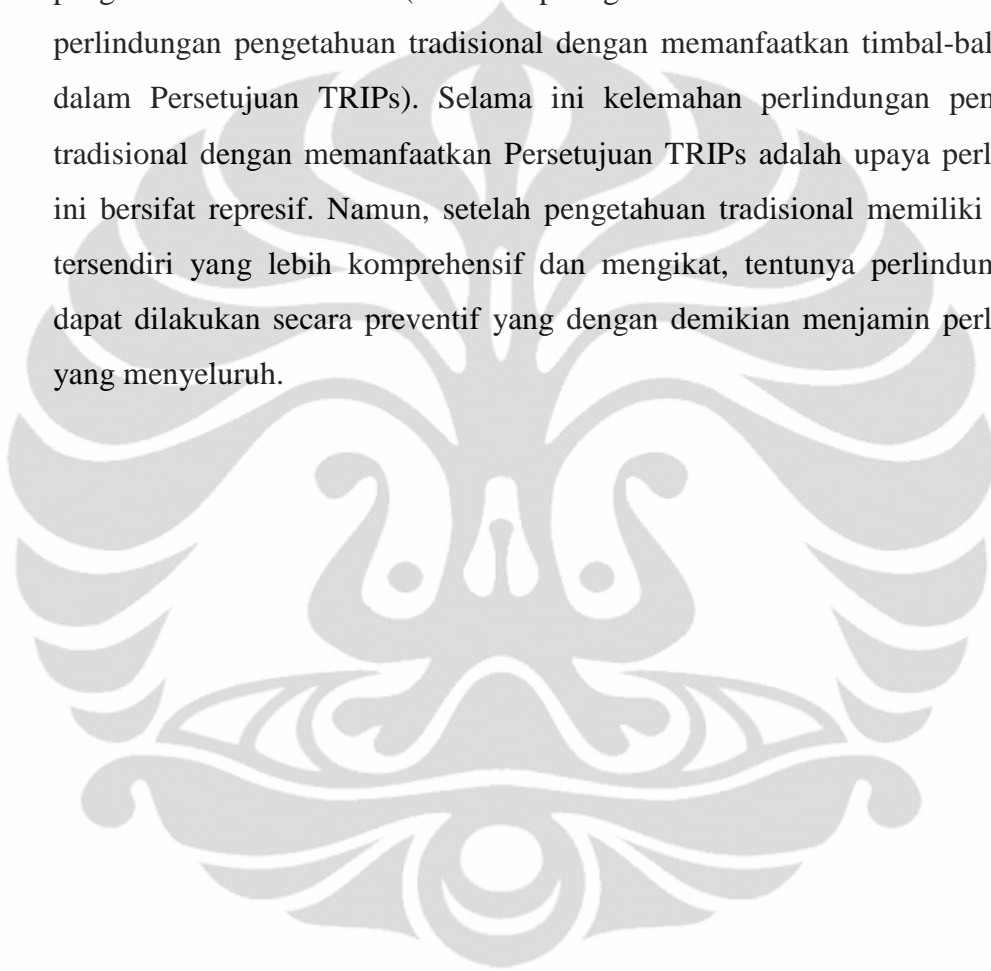 perlindungan pengetahuan tradisional dengan memanfaatkan timbal-bal
dalam Persetujuan TRIPs). Selama ini kelemahan perlindungan pen
tradisional dengan memanfaatkan Persetujuan TRIPs adalah upaya perl
ini bersifat represif. Namun, setelah pengetahuan tradisional memiliki
tersendiri yang lebih komprehensif dan mengikat, tentunya perlindun
dapat dilakukan secara preventif yang dengan demikian menjamin perl
yang menyeluruh.